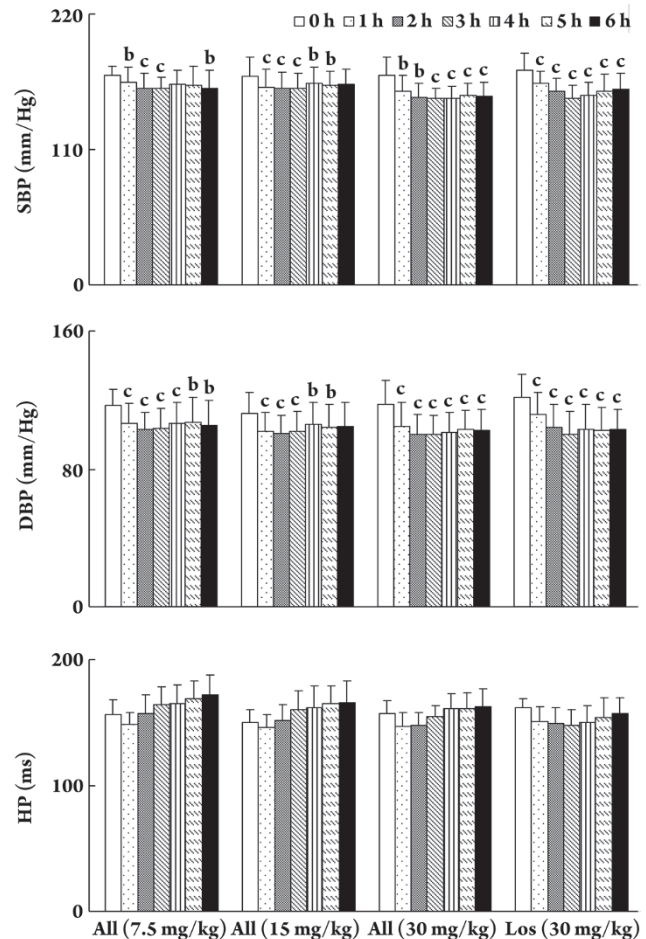 220
0 h 1 h 2 h 3 h 4 h 5 h 6 h
b c c b c c c b b b b c c c c c c c c c c
SBP (mm/Hg)
110
0
160
c c c c b b c c c b b c c c c c c c c c c c c
DBP (mm/Hg)
80
0
200
HP (ms)
100
0
All (7.5 mg/kg) All (15 mg/kg) All (30 mg/kg) Los (30 mg/kg)